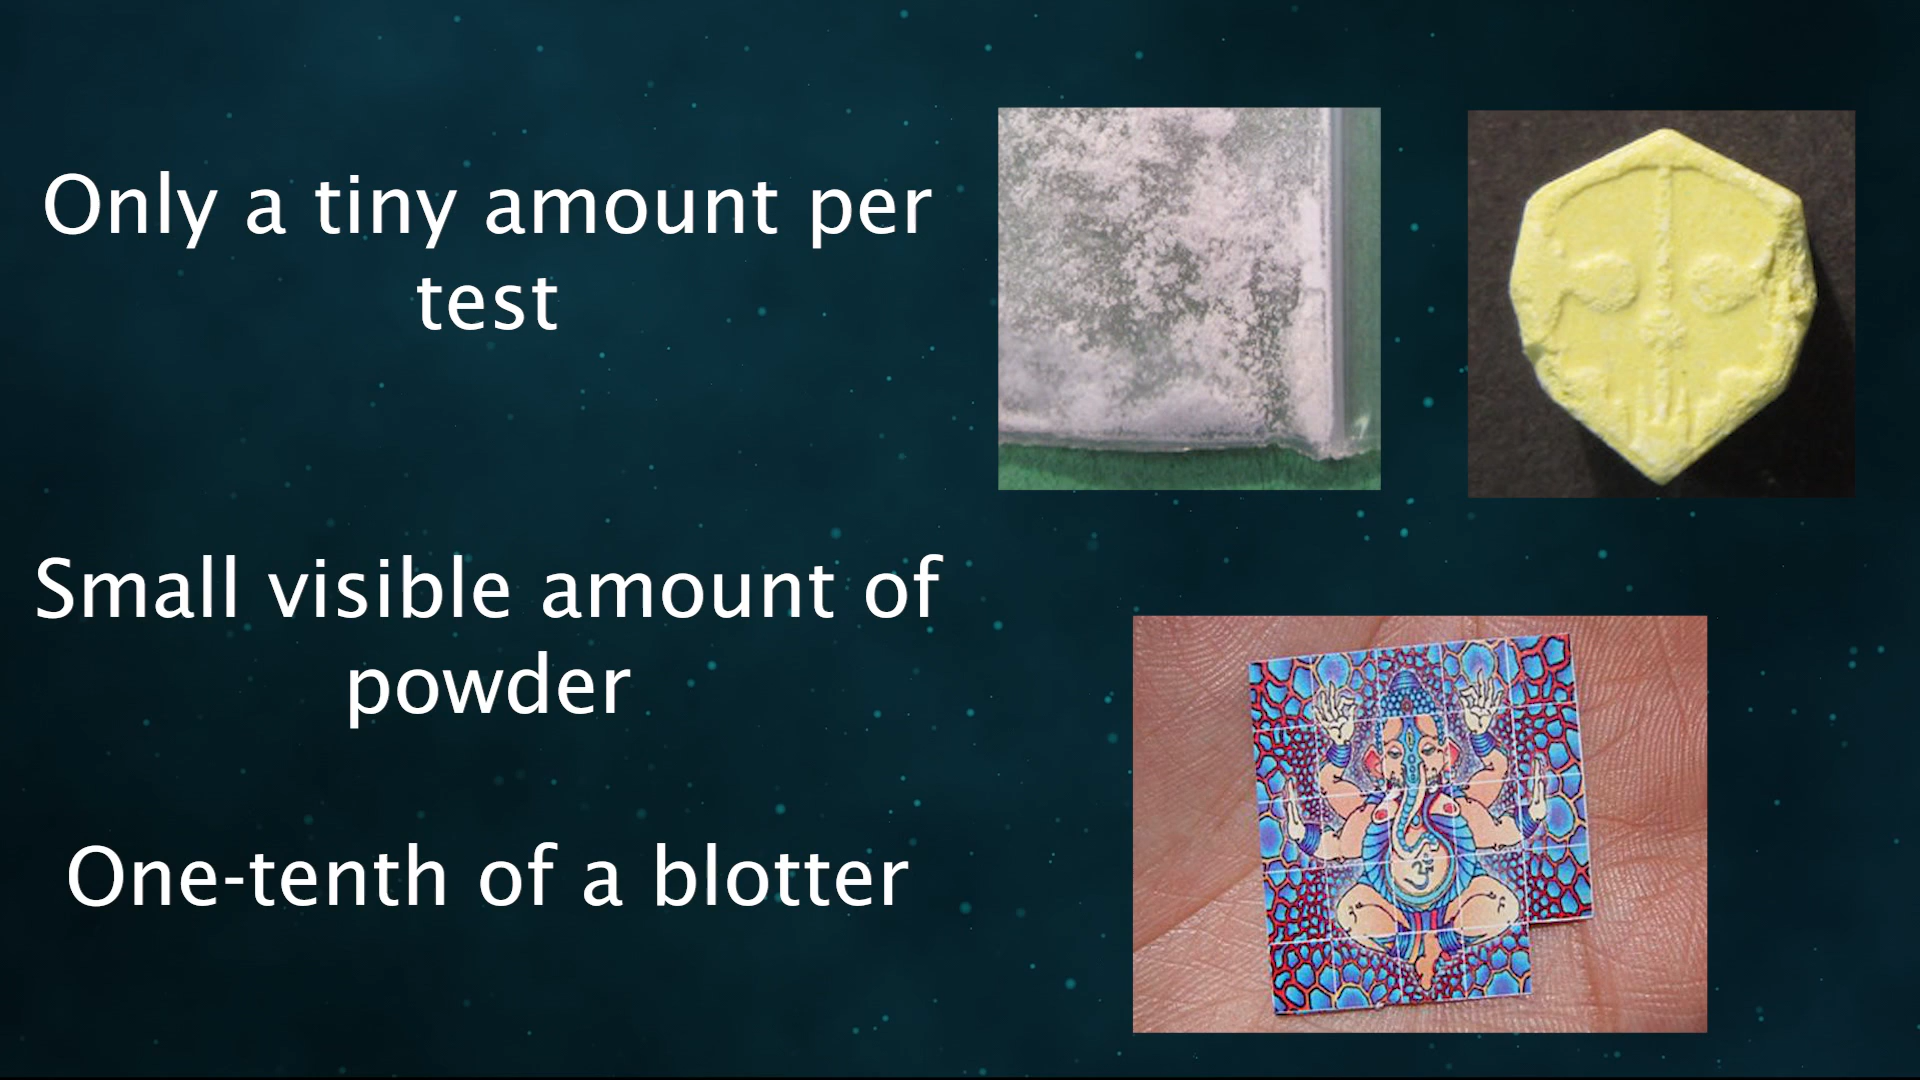 Only a tiny amount per
test
Small visible amount of
powder
One-tenth of a blotter